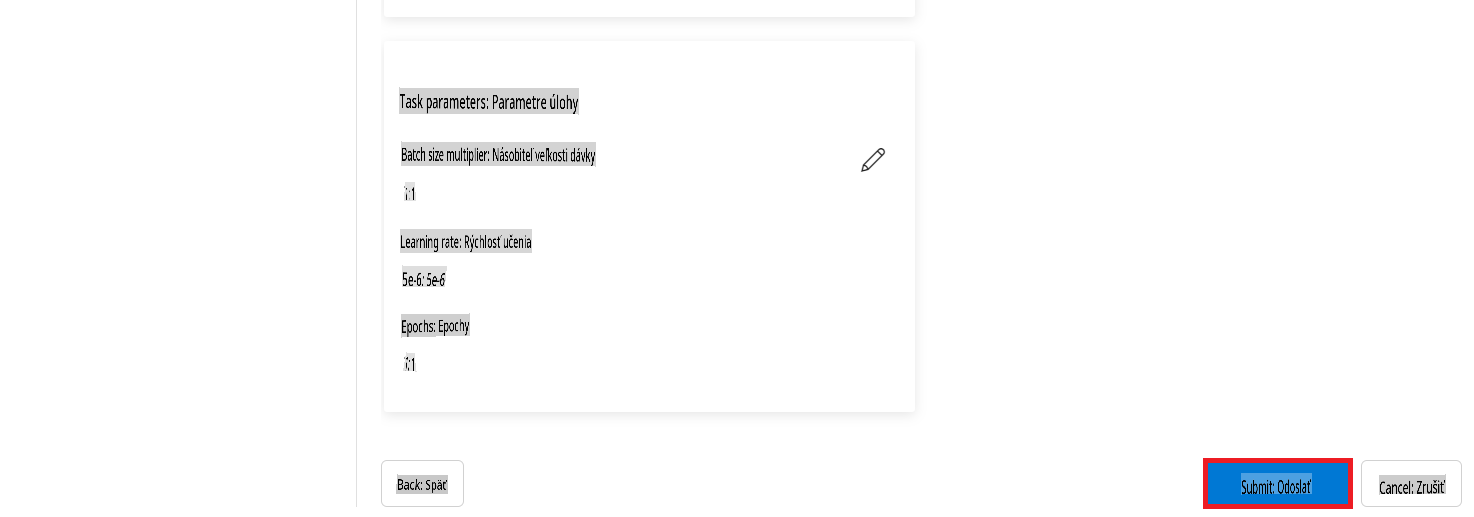 Task parameters: Parametre úlohy
Batch size multiplier: Násobiteľ veľkosti dávky
1:1
Learning rate: Rýchlosť učenia
5e-6: 5e-6
Epochs: Epochy
1:1
Back: Späť
Submit: Odoslať
Cancel: Zrušiť